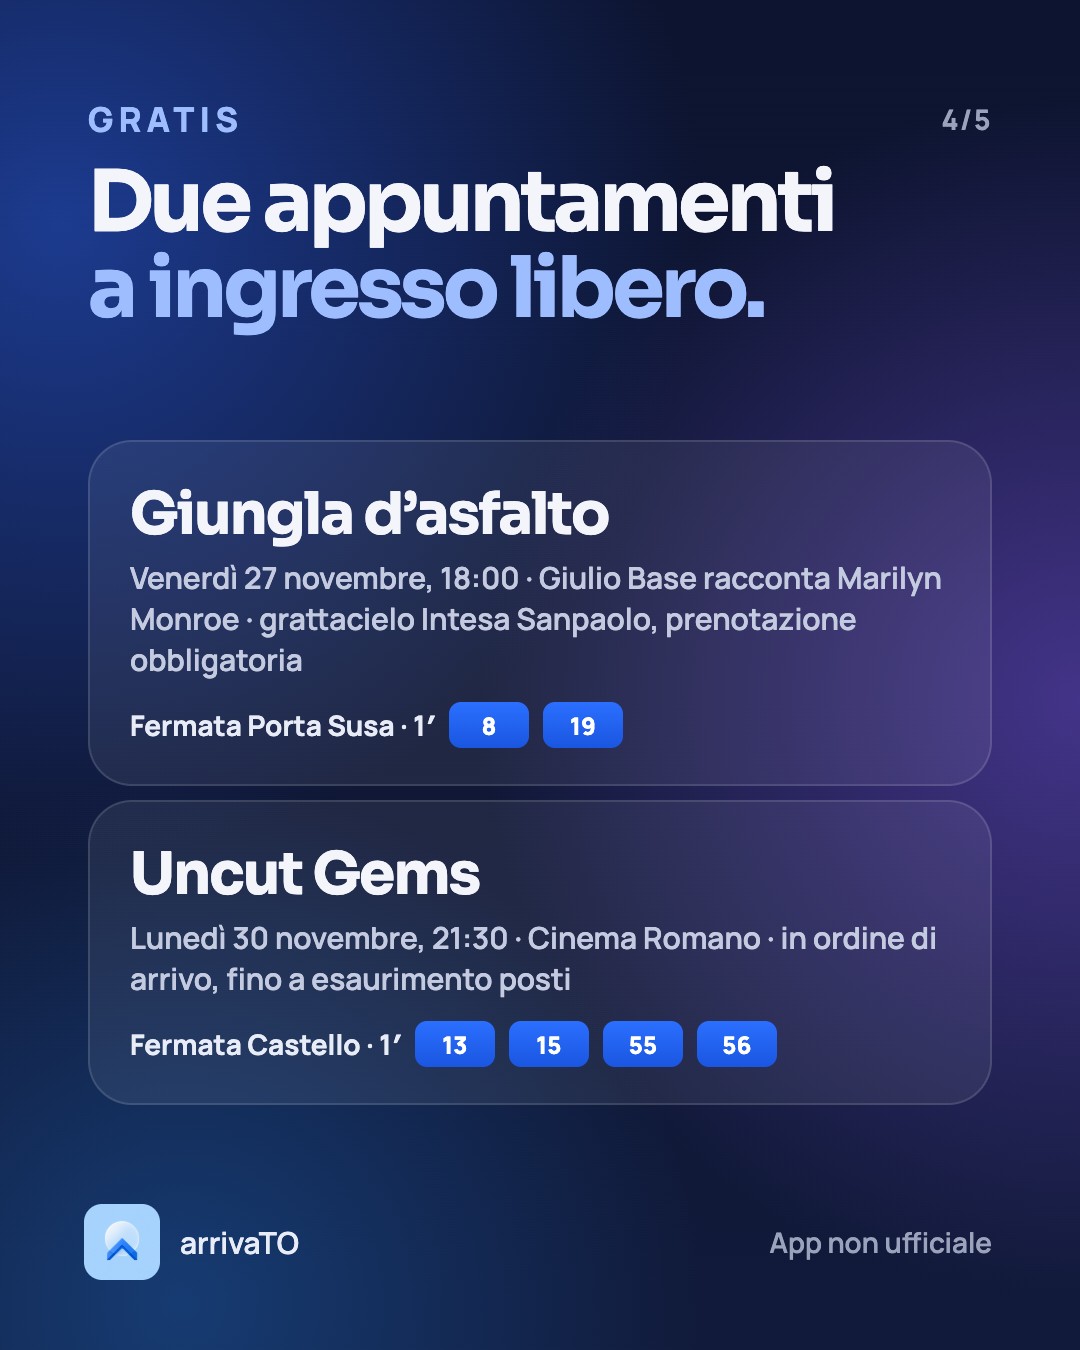 GRATIS
4/5
Due appuntamenti
a ingresso libero.
Giungla d’asfalto
Venerdì 27 novembre, 18:00 · Giulio Base racconta Marilyn
Monroe · grattacielo Intesa Sanpaolo, prenotazione
obbligatoria
Fermata Porta Susa · 1′ 8 19
Uncut Gems
Lunedì 30 novembre, 21:30 · Cinema Romano · in ordine di
arrivo, fino a esaurimento posti
Fermata Castello · 1′ 13 15 55 56
arrivaTO
App non ufficiale